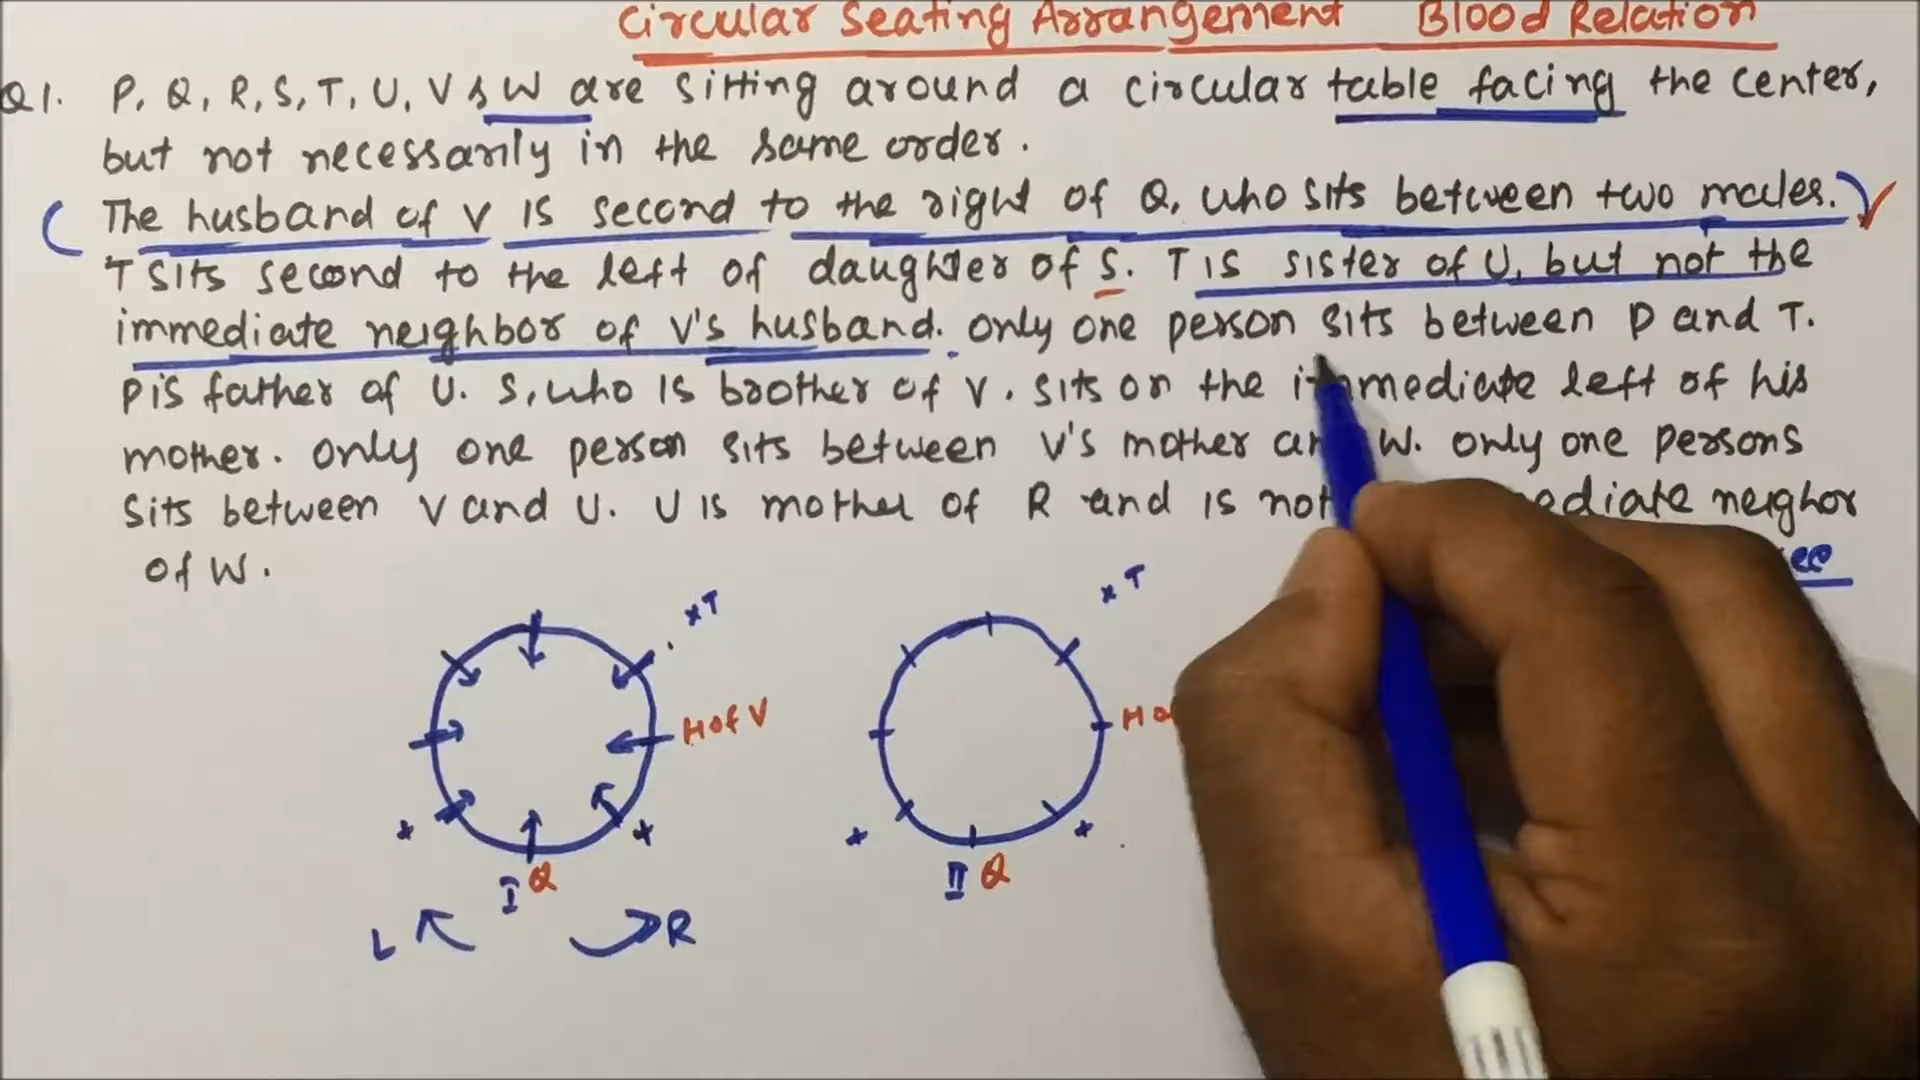 Circular Seating Arrangement Blood Relation
Q1. P, Q, R, S, T, U, V & W are sitting around a circular table facing the center,
but not necessarily in the same order.
The husband of V is second to the right of Q, who sits between two males.
T sits second to the left of daughter of S. T is sister of U, but not the
immediate neighbor of V's husband. only one person sits between P and T.
P is father of U. S, who is brother of V. sits on the immediate left of his
mother. only one person sits between V's mother an W. only one persons
sits between V and U. U is mother of R and is not ediate neighor
of W.
xT
xT
H of V
H o
+
+
+
+
I Q
II Q
L R